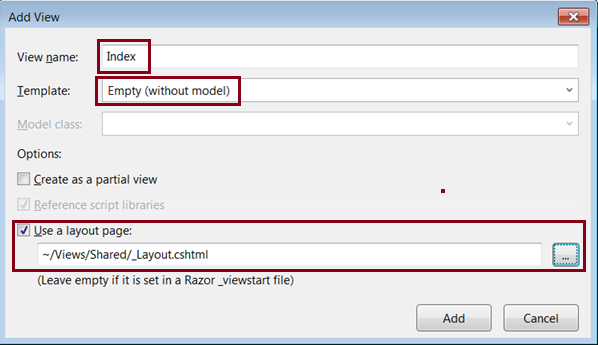 Add View
View name: Index
Template: Empty (without model)
Model class:
Options:
Create as a partial view
Reference script libraries
Use a layout page:
~/Views/Shared/_Layout.cshtml ...
(Leave empty if it is set in a Razor _viewstart file)
Add Cancel